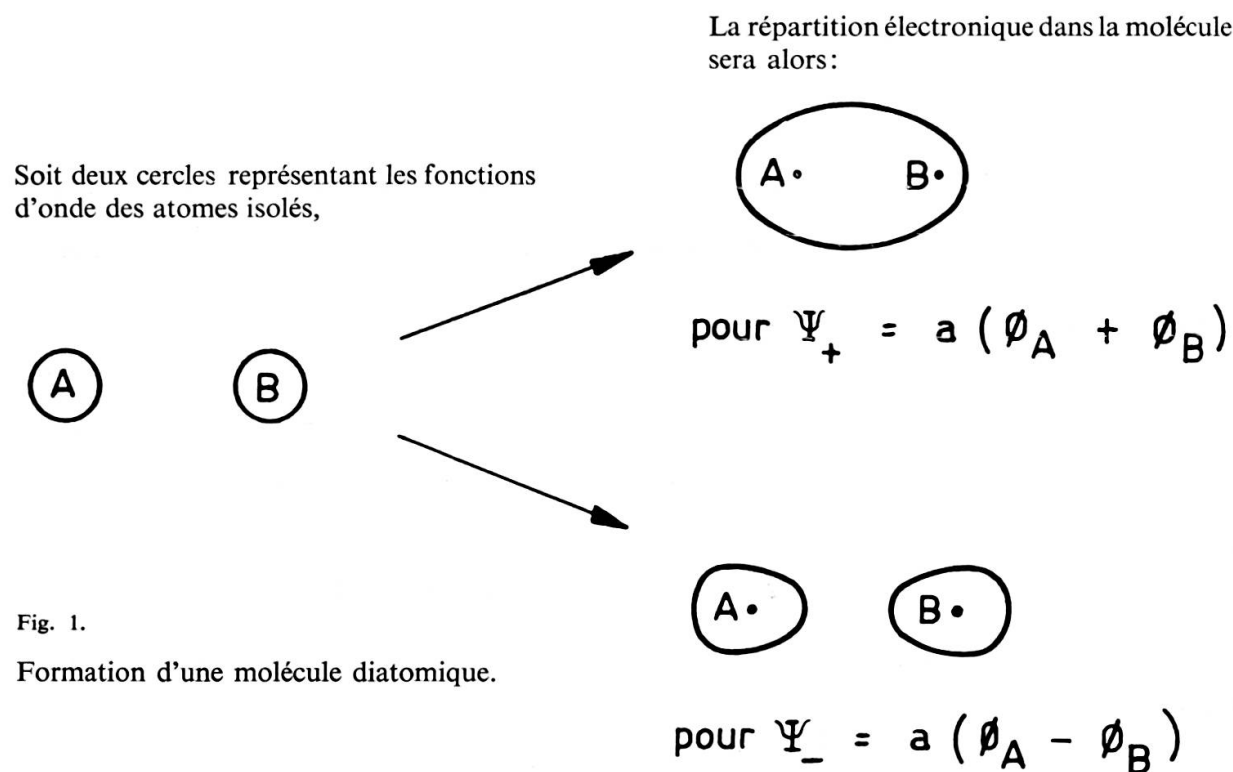 La répartition électronique dans la molécule
sera alors:
Soit deux cercles représentant les fonctions
d'onde des atomes isolés,
A
B
A
B
pour Ψ₊ = a (ØA + ØB)
A
B
pour Ψ₋ = a (ØA − ØB)
Fig. 1.
Formation d'une molécule diatomique.